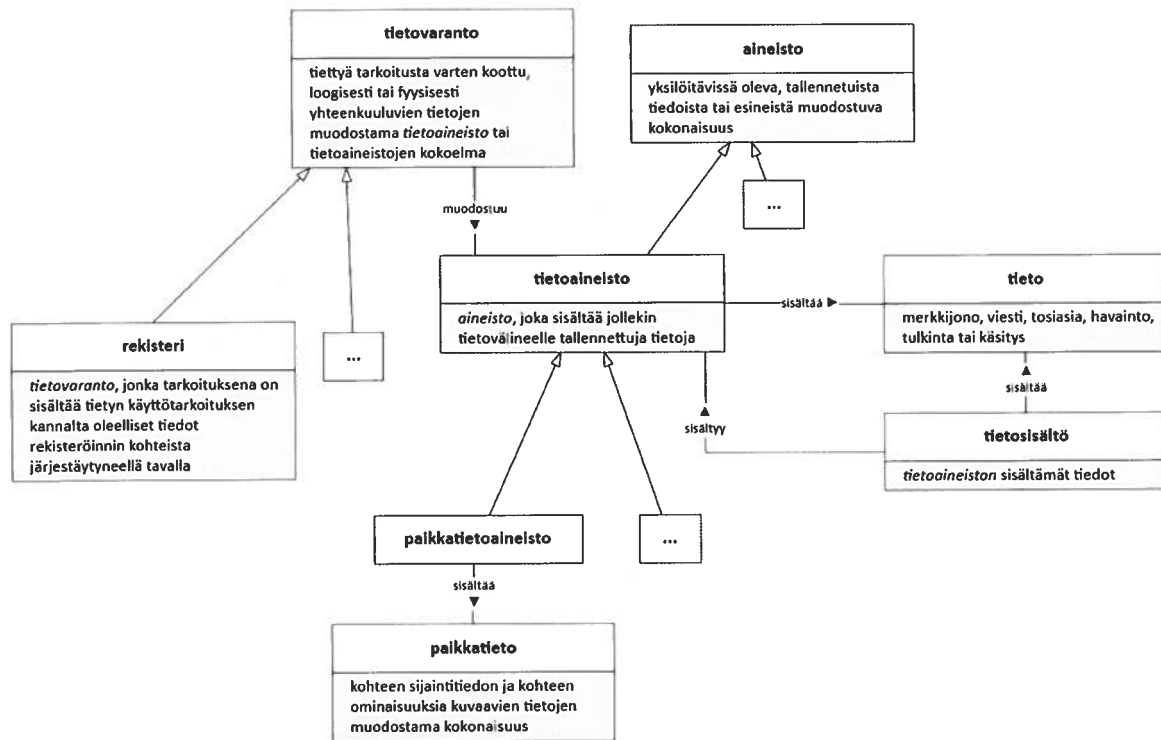 tietovaranto
tiettyä tarkoitusta varten koottu,
loogisesti tai fyysisesti
yhteenkuuluvien tietojen
muodostama tietoaineisto tai
tietoaineistojen kokoelma
aineisto
yksilöitävissä oleva, tallennetuista
tiedoista tai esineistä muodostuva
kokonaisuus
...
muodostuu
tietoaineisto
aineisto, joka sisältää jollekin
tietovälineelle tallennettuja tietoja
sisältää
tieto
merkkijono, viesti, tosiasia, havainto,
tulkinta tai käsitys
rekisteri
tietovaranto, jonka tarkoituksena on
sisältää tietyn käyttötarkoituksen
kannalta oleelliset tiedot
rekisteröinnin kohteista
järjestäytyneellä tavalla
...
sisältyy
sisältää
tietosisältö
tietoaineiston sisältämät tiedot
paikkatietoaineisto
...
sisältää
paikkatieto
kohteen sijaintitiedon ja kohteen
ominaisuuksia kuvaavien tietojen
muodostama kokonaisuus